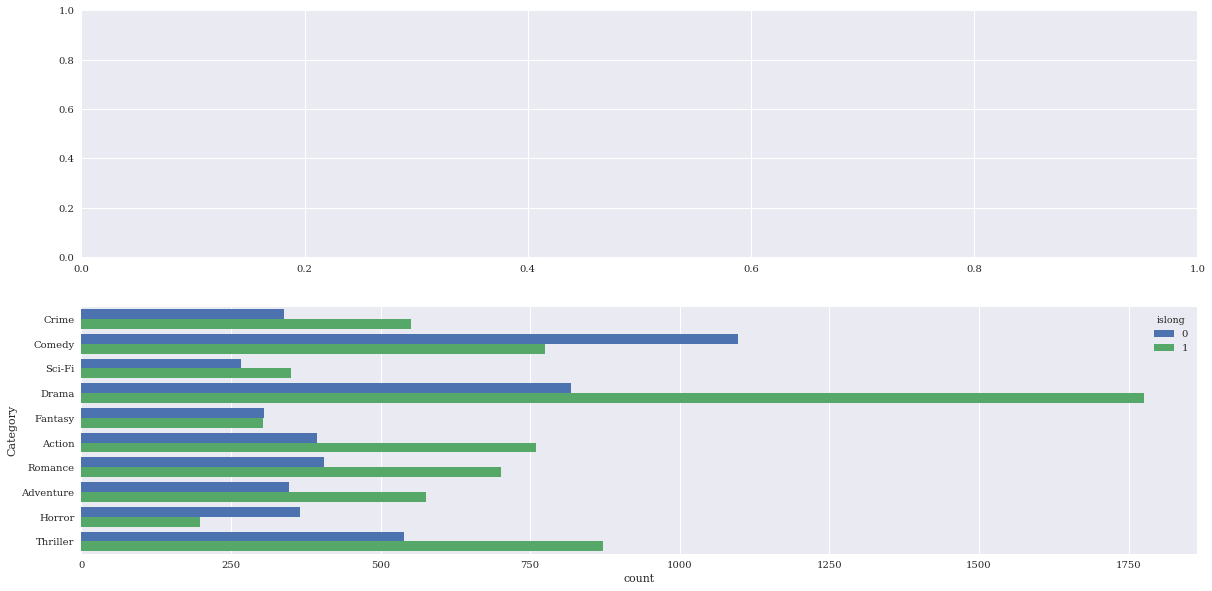 1.0
0.8
0.6
0.4
0.2
0.0
0.0 0.2 0.4 0.6 0.8 1.0
islong
0
1
Category
Crime
Comedy
Sci-Fi
Drama
Fantasy
Action
Romance
Adventure
Horror
Thriller
0 250 500 750 1000 1250 1500 1750
count